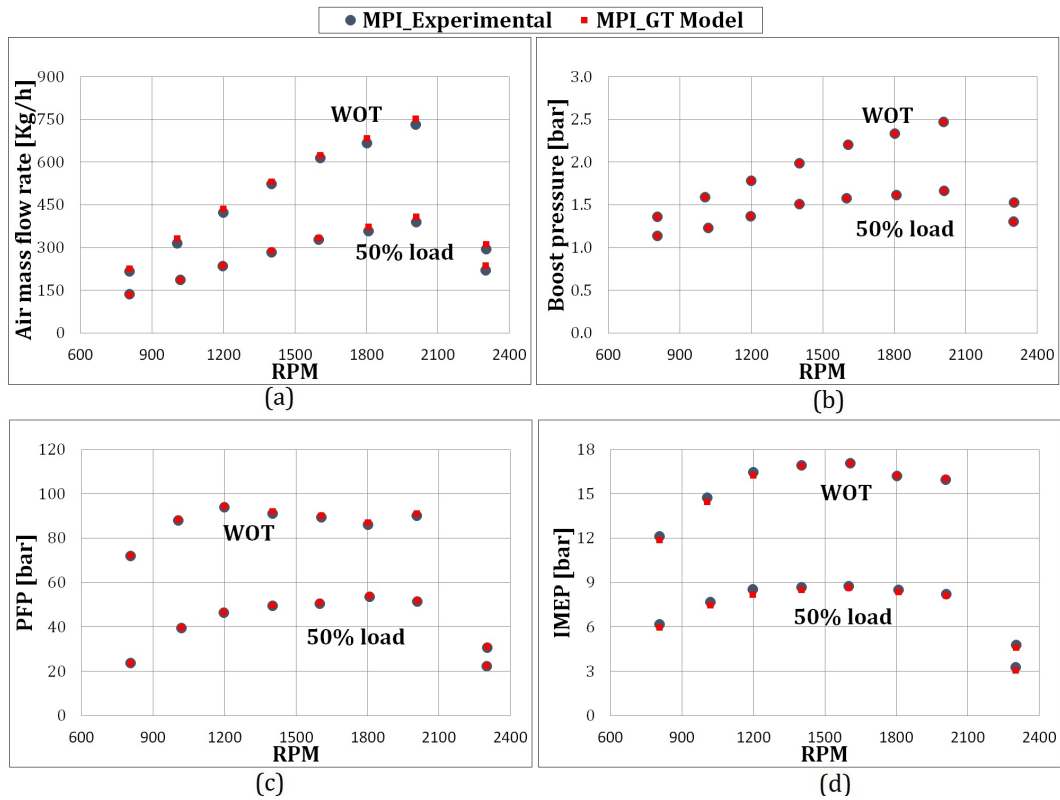 MPI_Experimental MPI_GT Model
Air mass flow rate [Kg/h]
900
750
600
450
300
150
0
WOT
50% load
600 900 1200 1500 1800 2100 2400
RPM
(a)
Boost pressure [bar]
3.0
2.5
2.0
1.5
1.0
0.5
0.0
WOT
50% load
600 900 1200 1500 1800 2100 2400
RPM
(b)
PFP [bar]
120
100
80
60
40
20
0
WOT
50% load
600 900 1200 1500 1800 2100 2400
RPM
(c)
IMEP [bar]
18
15
12
9
6
3
0
WOT
50% load
600 900 1200 1500 1800 2100 2400
RPM
(d)